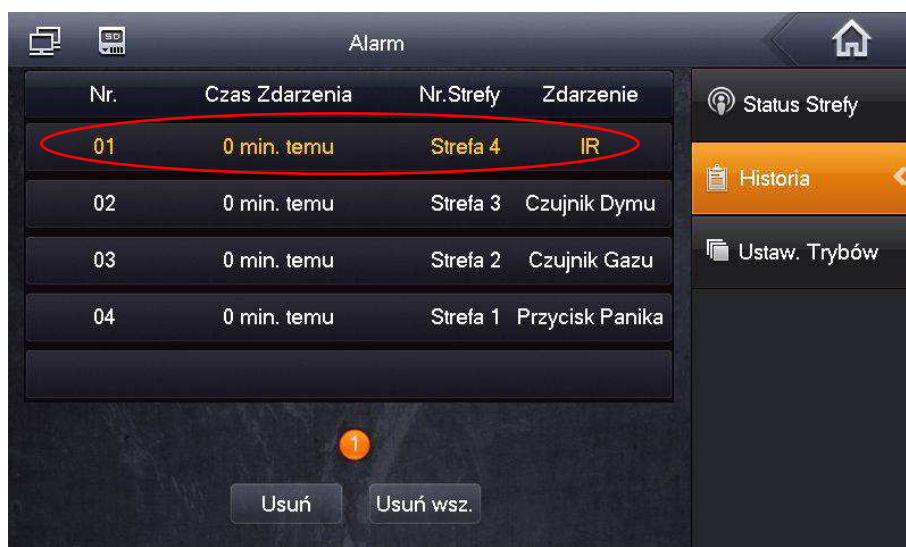 SD
Alarm
Nr. Czas Zdarzenia Nr.Strefy Zdarzenie
01 0 min. temu Strefa 4 IR
02 0 min. temu Strefa 3 Czujnik Dymu
03 0 min. temu Strefa 2 Czujnik Gazu
04 0 min. temu Strefa 1 Przycisk Panika
1
Usuń Usuń wsz.
Status Strefy
Historia
Ustaw. Trybów